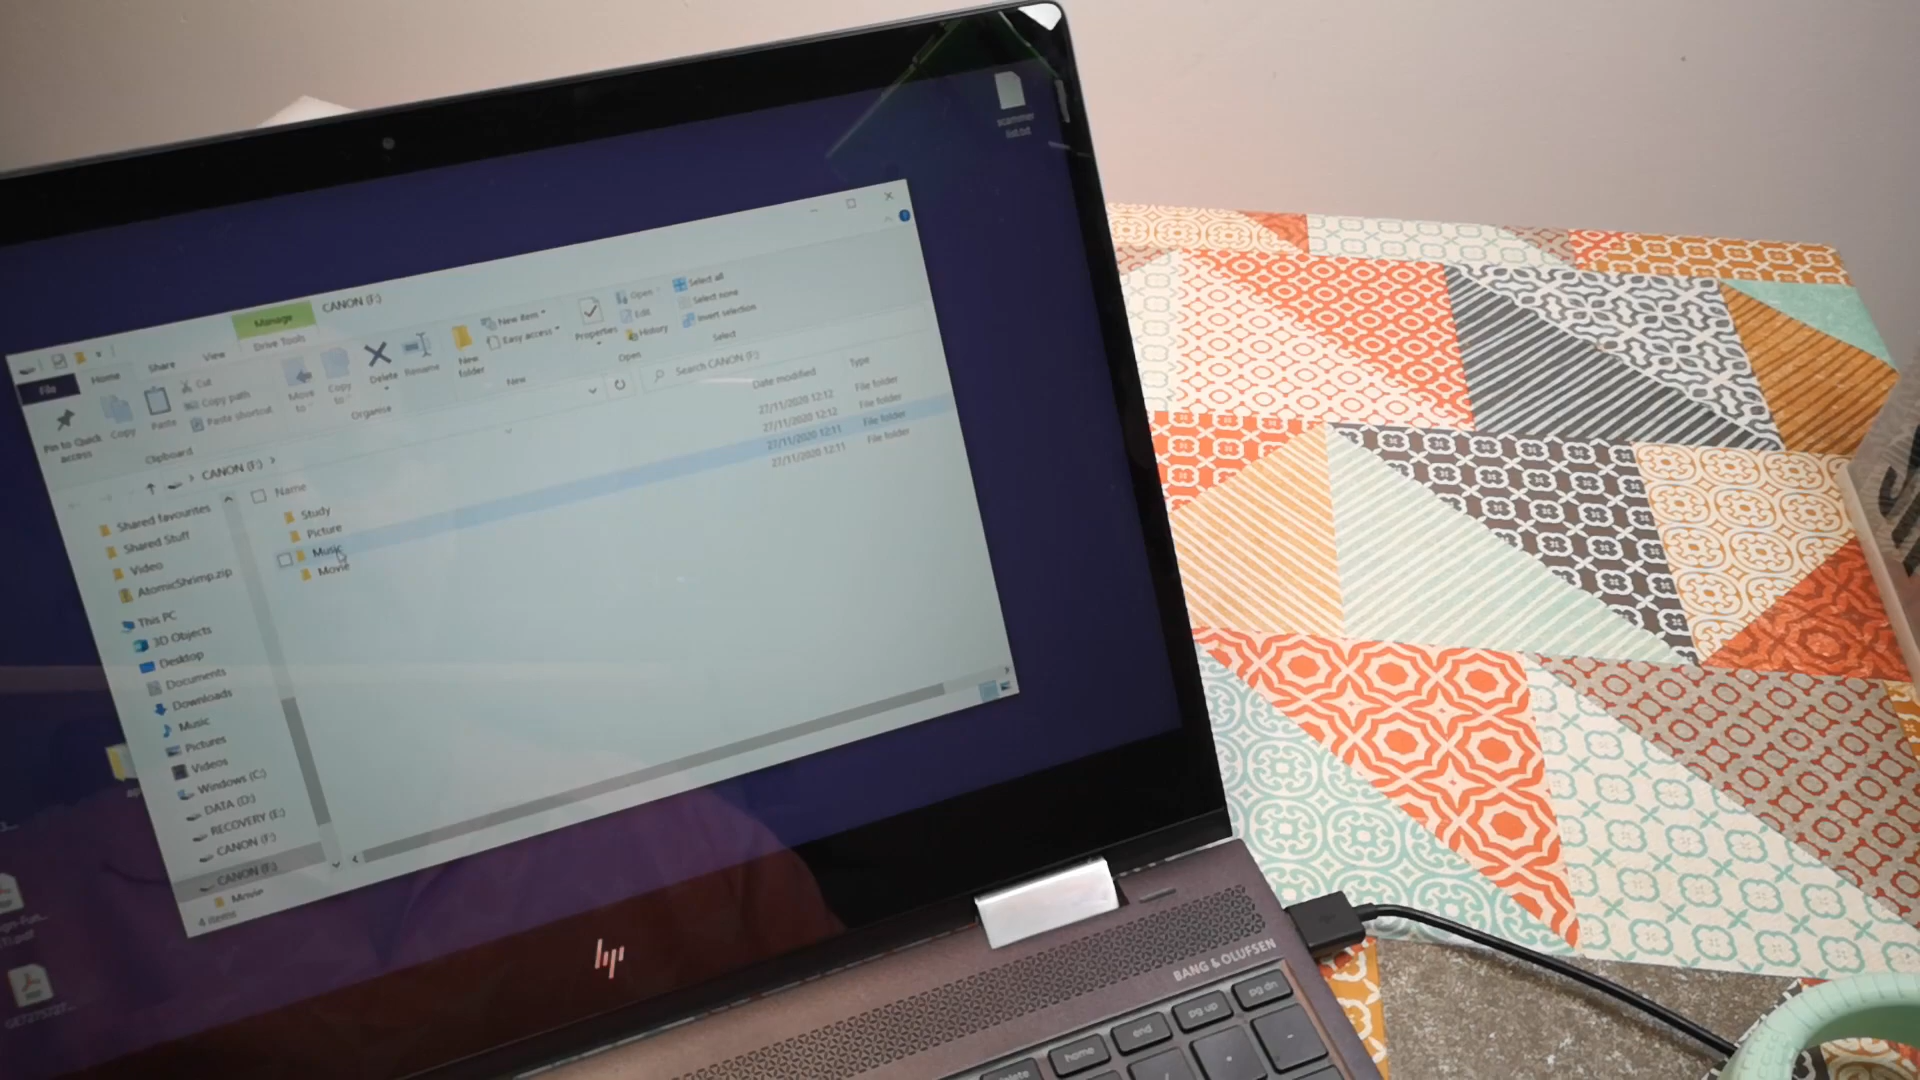 scammer
list.txt
Manage
CANON (F:)
File
Home
Share
View
Drive Tools
Pin to Quick
access
Copy
Paste
Cut
Copy path
Paste shortcut
Clipboard
Move
to
Copy
to
Delete
Rename
Organise
New
folder
New item
Easy access
New
Properties
Open
Edit
History
Open
Select all
Select none
Invert selection
Select
CANON (F:)
Search CANON (F:)
Name
Date modified
Type
Study
27/11/2020 12:12
File folder
Picture
27/11/2020 12:12
File folder
Music
27/11/2020 12:11
File folder
Movie
27/11/2020 12:11
File folder
Shared favourites
Shared Stuff
Video
AtomicShrimp.zip
This PC
3D Objects
Desktop
Documents
Downloads
Music
Pictures
Videos
Windows (C:)
DATA (D:)
RECOVERY (E:)
CANON (F:)
CANON (F:)
Movie
4 items
hp
BANG & OLUFSEN
delete
home
end
pg up
pg dn